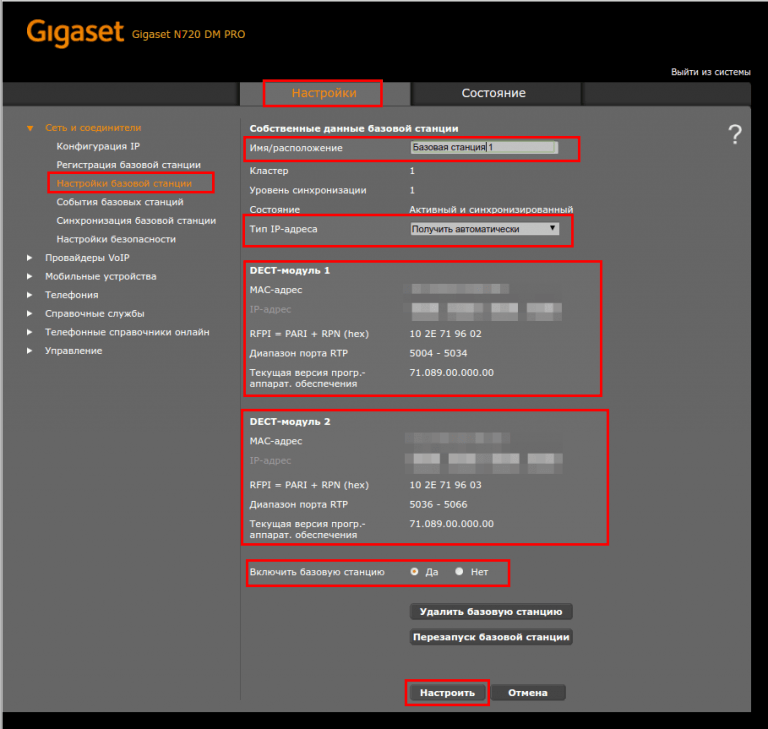 Gigaset Gigaset N720 DM PRO
Выйти из системы
Настройки Состояние
Сеть и соединители
Конфигурация IP
Регистрация базовой станции
Настройки базовой станции
События базовых станций
Синхронизация базовой станции
Настройки безопасности
Провайдеры VoIP
Мобильные устройства
Телефония
Справочные службы
Телефонные справочники онлайн
Управление
Собственные данные базовой станции
?
Имя/расположение Базовая станция 1
Кластер 1
Уровень синхронизации 1
Состояние Активный и синхронизированный
Тип IP-адреса Получить автоматически
DECT-модуль 1
MAC-адрес
IP-адрес
RFPI = PARI + RPN (hex) 10 2E 71 96 02
Диапазон порта RTP 5004 - 5034
Текущая версия прогр.- 71.089.00.000.00
аппарат. обеспечения
DECT-модуль 2
MAC-адрес
IP-адрес
RFPI = PARI + RPN (hex) 10 2E 71 96 03
Диапазон порта RTP 5036 - 5066
Текущая версия прогр.- 71.089.00.000.00
аппарат. обеспечения
Включить базовую станцию Да Нет
Удалить базовую станцию
Перезапуск базовой станции
Настроить Отмена